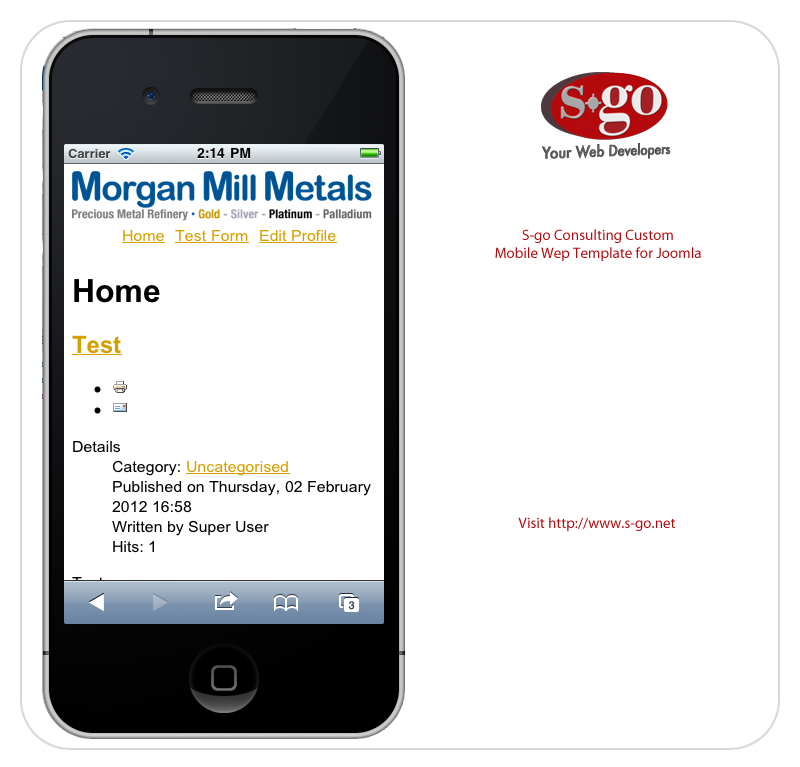 Carrier 2:14 PM
Morgan Mill Metals
Precious Metal Refinery • Gold - Silver - Platinum - Palladium
Home Test Form Edit Profile
Home
Test
Details
Category: Uncategorised
Published on Thursday, 02 February
2012 16:58
Written by Super User
Hits: 1
3
S-go
Your Web Developers
S-go Consulting Custom
Mobile Wep Template for Joomla
Visit http://www.s-go.net